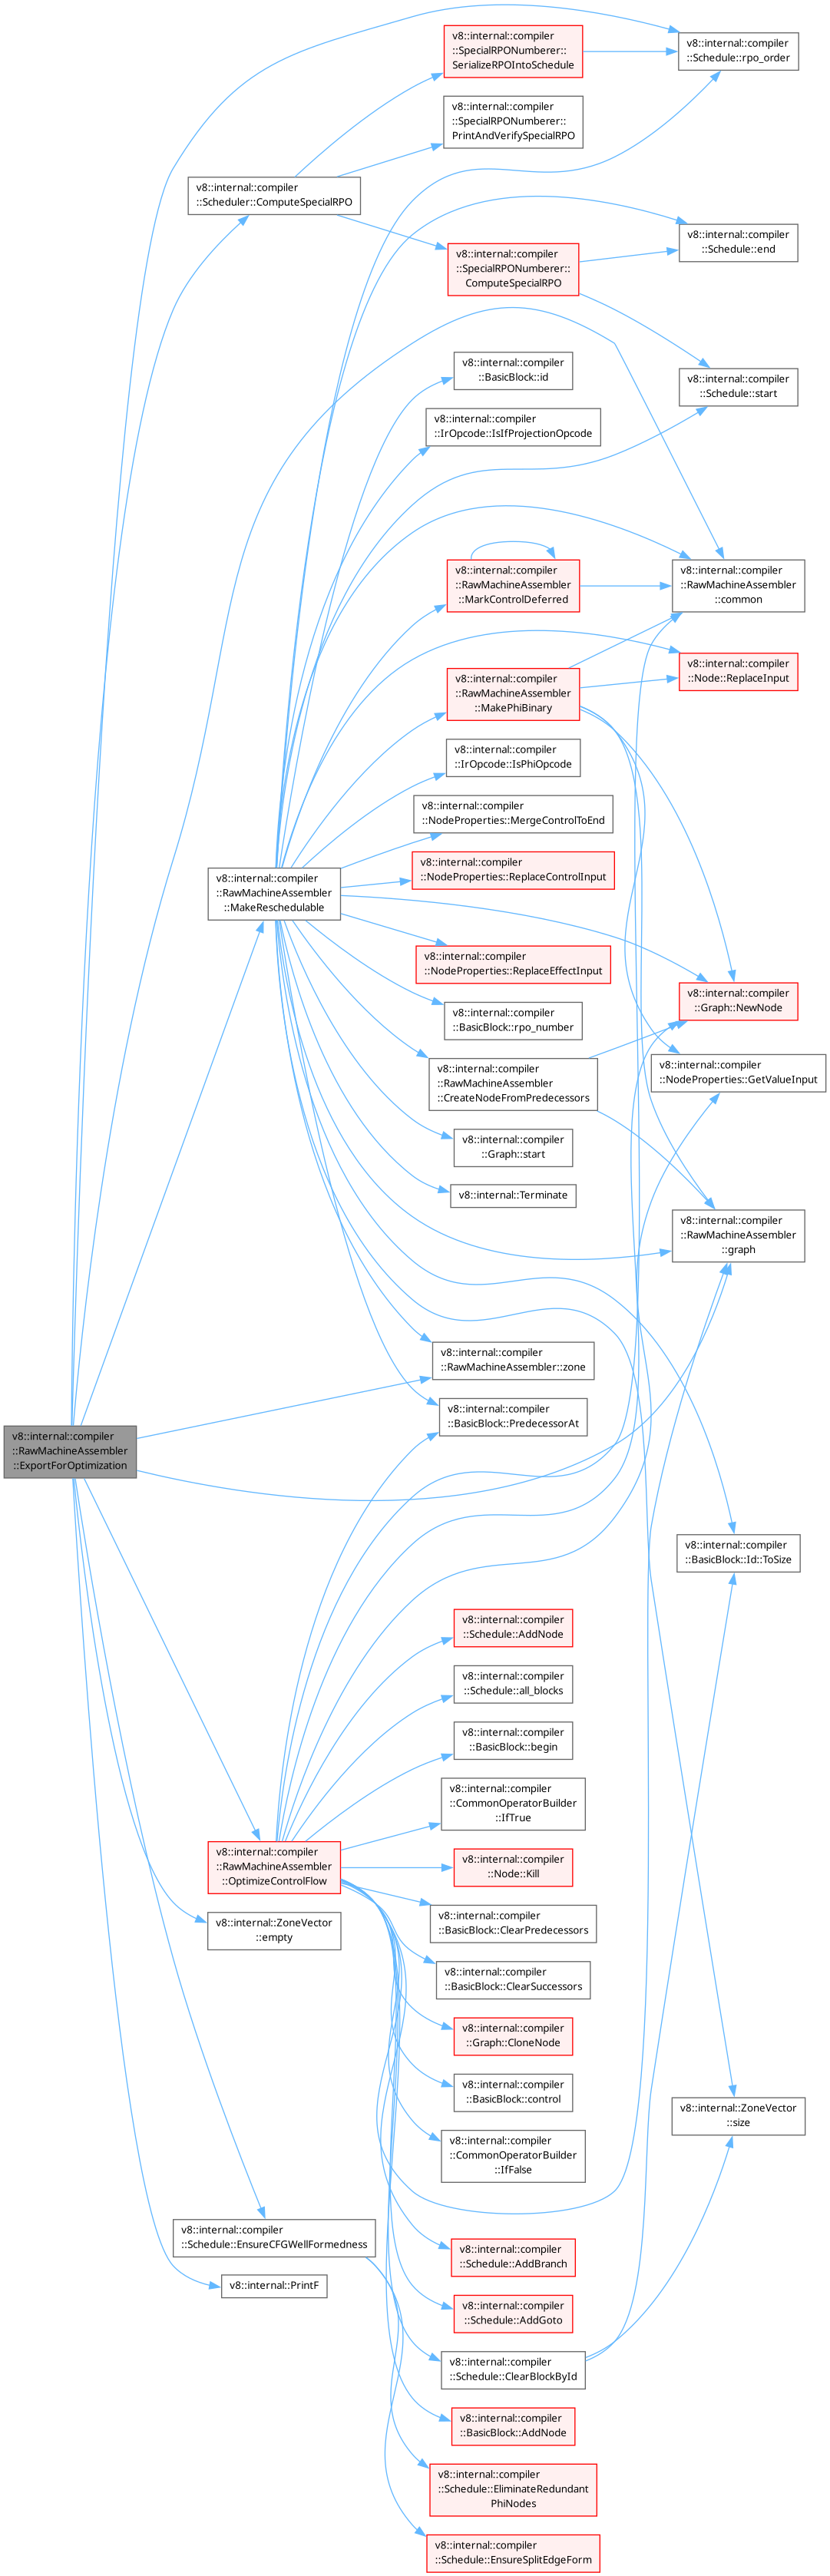 v8::internal::compiler
::SpecialRPONumberer::
SerializeRPOIntoSchedule
v8::internal::compiler
::Schedule::rpo_order
v8::internal::compiler
::SpecialRPONumberer::
PrintAndVerifySpecialRPO
v8::internal::compiler
::Scheduler::ComputeSpecialRPO
v8::internal::compiler
::Schedule::end
v8::internal::compiler
::SpecialRPONumberer::
ComputeSpecialRPO
v8::internal::compiler
::BasicBlock::id
v8::internal::compiler
::Schedule::start
v8::internal::compiler
::IrOpcode::IsIfProjectionOpcode
v8::internal::compiler
::RawMachineAssembler
::MarkControlDeferred
v8::internal::compiler
::RawMachineAssembler
::common
v8::internal::compiler
::RawMachineAssembler
::MakePhiBinary
v8::internal::compiler
::Node::ReplaceInput
v8::internal::compiler
::IrOpcode::IsPhiOpcode
v8::internal::compiler
::NodeProperties::MergeControlToEnd
v8::internal::compiler
::NodeProperties::ReplaceControlInput
v8::internal::compiler
::RawMachineAssembler
::MakeReschedulable
v8::internal::compiler
::NodeProperties::ReplaceEffectInput
v8::internal::compiler
::Graph::NewNode
v8::internal::compiler
::BasicBlock::rpo_number
v8::internal::compiler
::RawMachineAssembler
::CreateNodeFromPredecessors
v8::internal::compiler
::NodeProperties::GetValueInput
v8::internal::compiler
::Graph::start
v8::internal::Terminate
v8::internal::compiler
::RawMachineAssembler
::graph
v8::internal::compiler
::RawMachineAssembler::zone
v8::internal::compiler
::BasicBlock::PredecessorAt
v8::internal::compiler
::RawMachineAssembler
::ExportForOptimization
v8::internal::compiler
::BasicBlock::Id::ToSize
v8::internal::compiler
::Schedule::AddNode
v8::internal::compiler
::Schedule::all_blocks
v8::internal::compiler
::BasicBlock::begin
v8::internal::compiler
::CommonOperatorBuilder
::IfTrue
v8::internal::compiler
::RawMachineAssembler
::OptimizeControlFlow
v8::internal::compiler
::Node::Kill
v8::internal::ZoneVector
::empty
v8::internal::compiler
::BasicBlock::ClearPredecessors
v8::internal::compiler
::BasicBlock::ClearSuccessors
v8::internal::compiler
::Graph::CloneNode
v8::internal::compiler
::BasicBlock::control
v8::internal::ZoneVector
::size
v8::internal::compiler
::CommonOperatorBuilder
::IfFalse
v8::internal::compiler
::Schedule::EnsureCFGWellFormedness
v8::internal::compiler
::Schedule::AddBranch
v8::internal::PrintF
v8::internal::compiler
::Schedule::AddGoto
v8::internal::compiler
::Schedule::ClearBlockById
v8::internal::compiler
::BasicBlock::AddNode
v8::internal::compiler
::Schedule::EliminateRedundant
PhiNodes
v8::internal::compiler
::Schedule::EnsureSplitEdgeForm